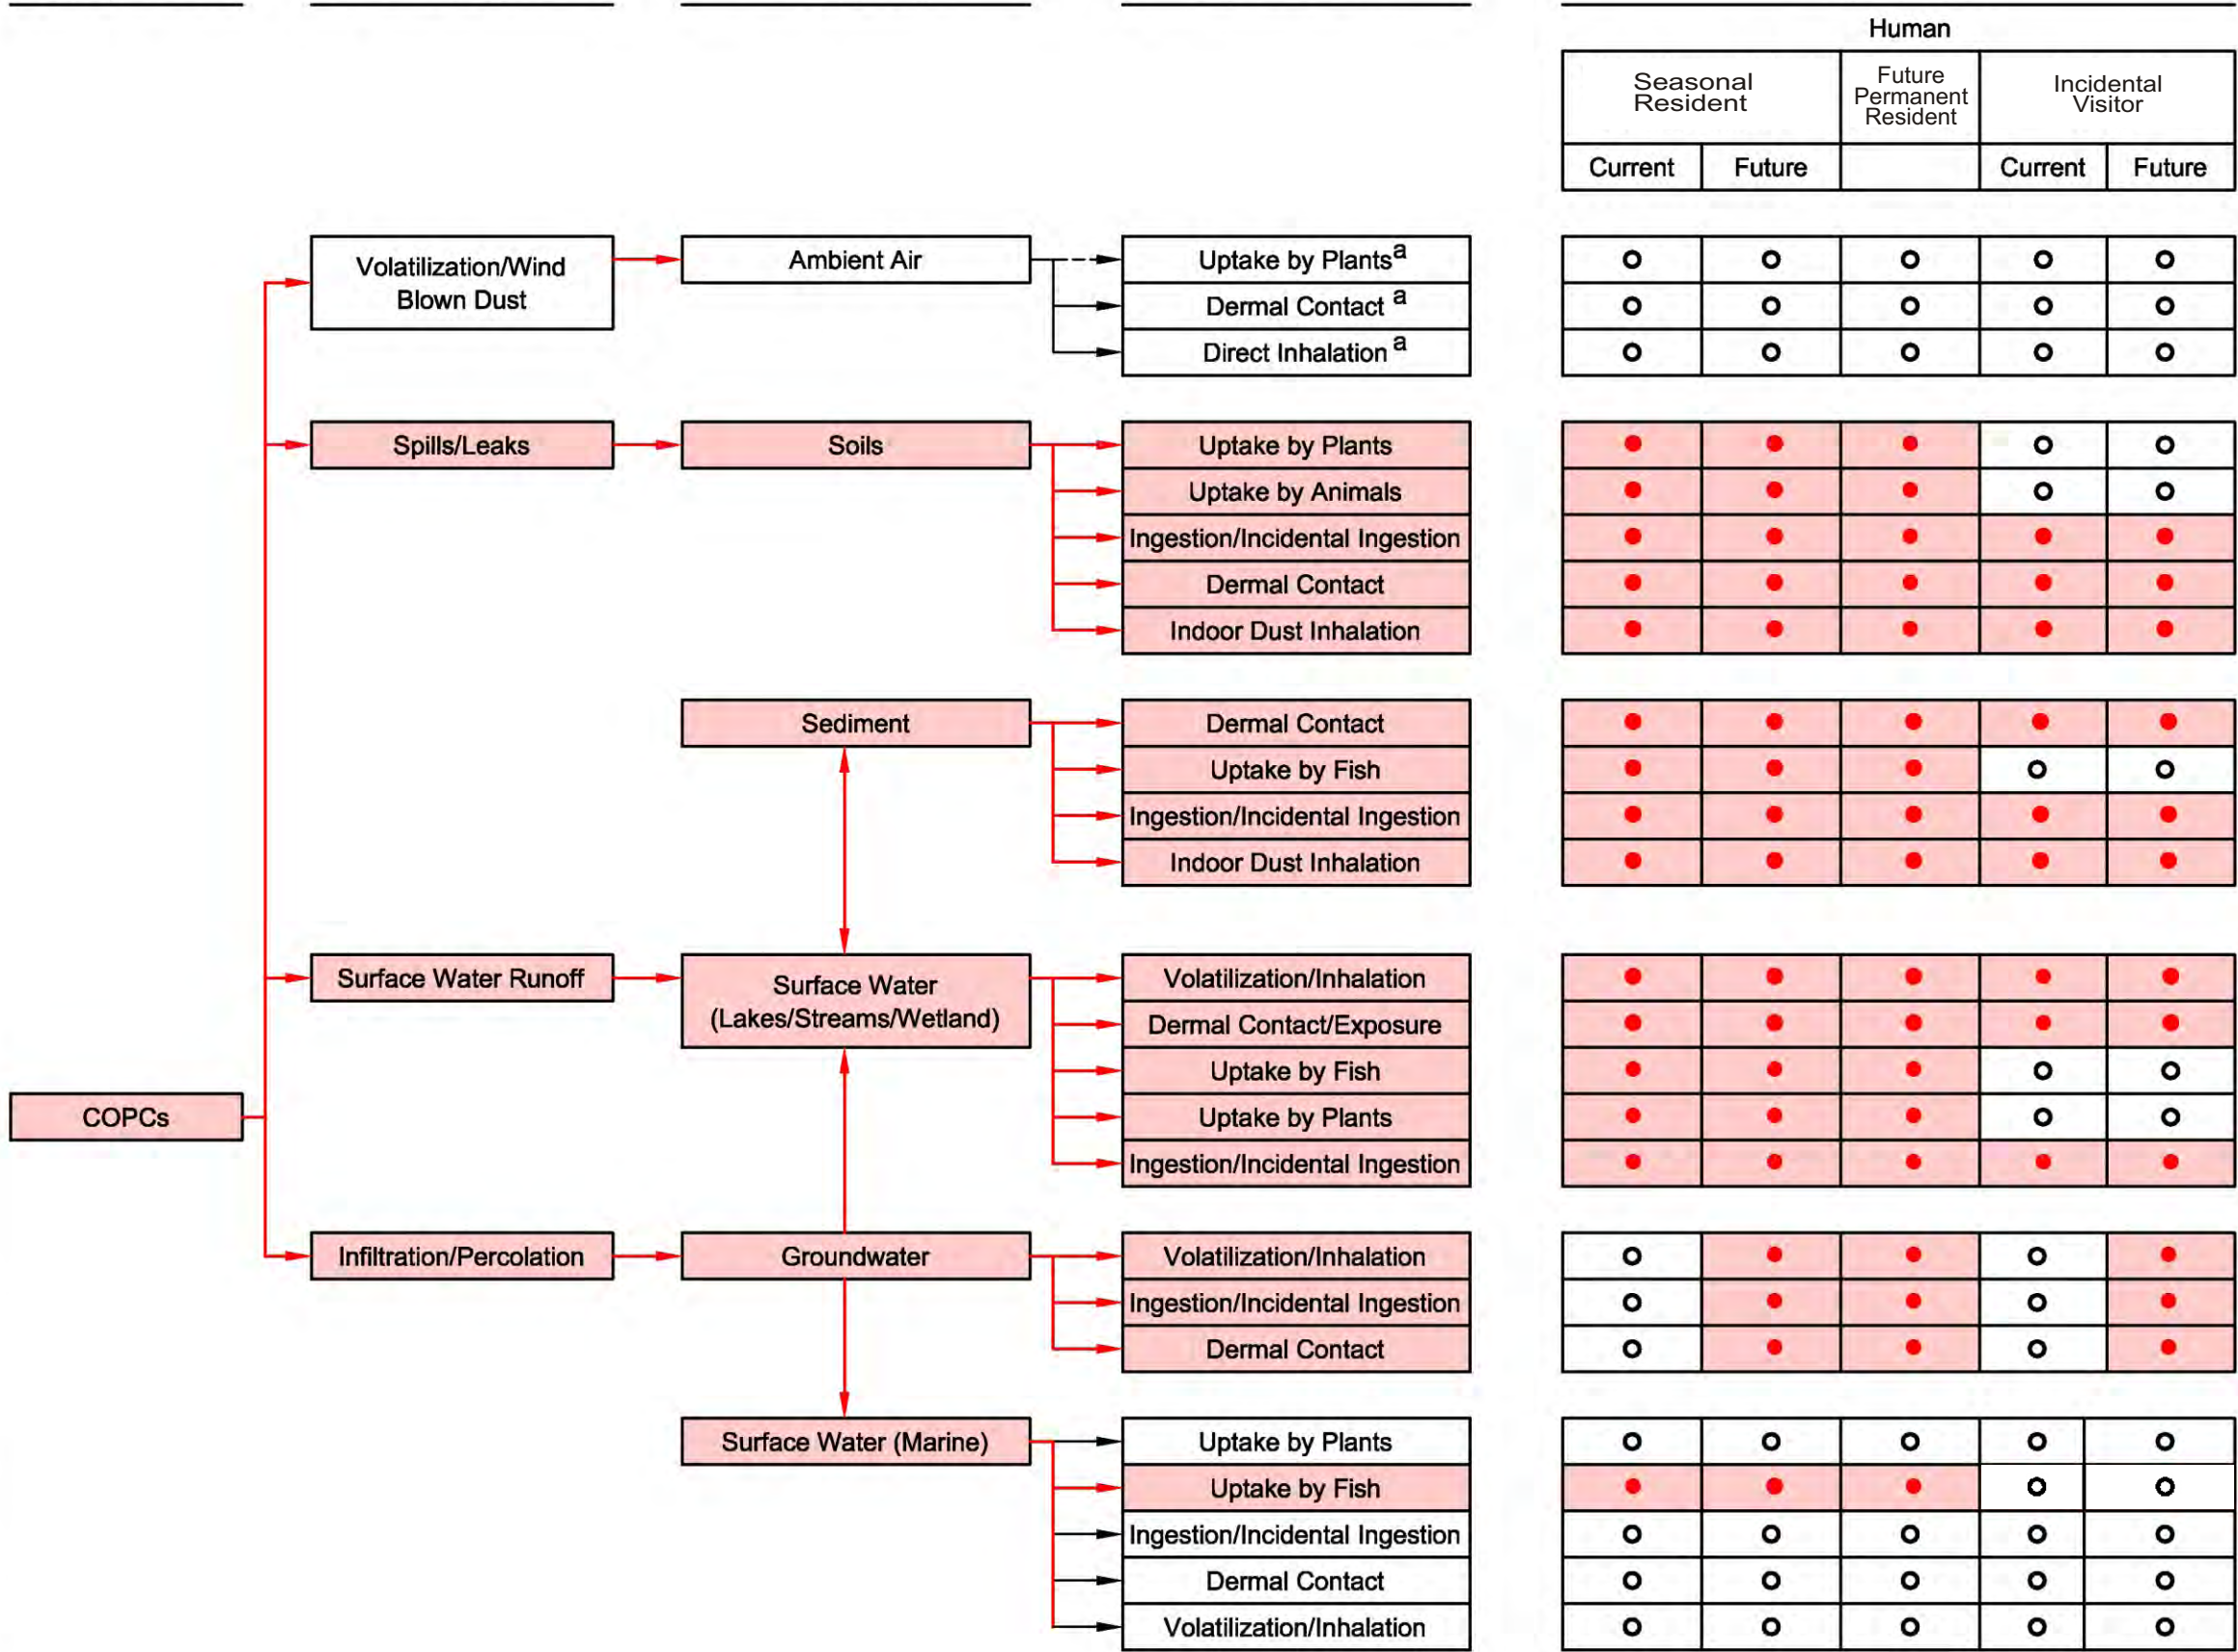 Human
Seasonal
Resident
Future
Permanent
Resident
Incidental
Visitor
Current
Future
Current
Future
Volatilization/Wind
Blown Dust
Ambient Air
Uptake by Plants a
Dermal Contact a
Direct Inhalation a
Spills/Leaks
Soils
Uptake by Plants
Uptake by Animals
Ingestion/Incidental Ingestion
Dermal Contact
Indoor Dust Inhalation
Sediment
Dermal Contact
Uptake by Fish
Ingestion/Incidental Ingestion
Indoor Dust Inhalation
Surface Water Runoff
Surface Water
(Lakes/Streams/Wetland)
Volatilization/Inhalation
Dermal Contact/Exposure
Uptake by Fish
Uptake by Plants
Ingestion/Incidental Ingestion
COPCs
Infiltration/Percolation
Groundwater
Volatilization/Inhalation
Ingestion/Incidental Ingestion
Dermal Contact
Surface Water (Marine)
Uptake by Plants
Uptake by Fish
Ingestion/Incidental Ingestion
Dermal Contact
Volatilization/Inhalation